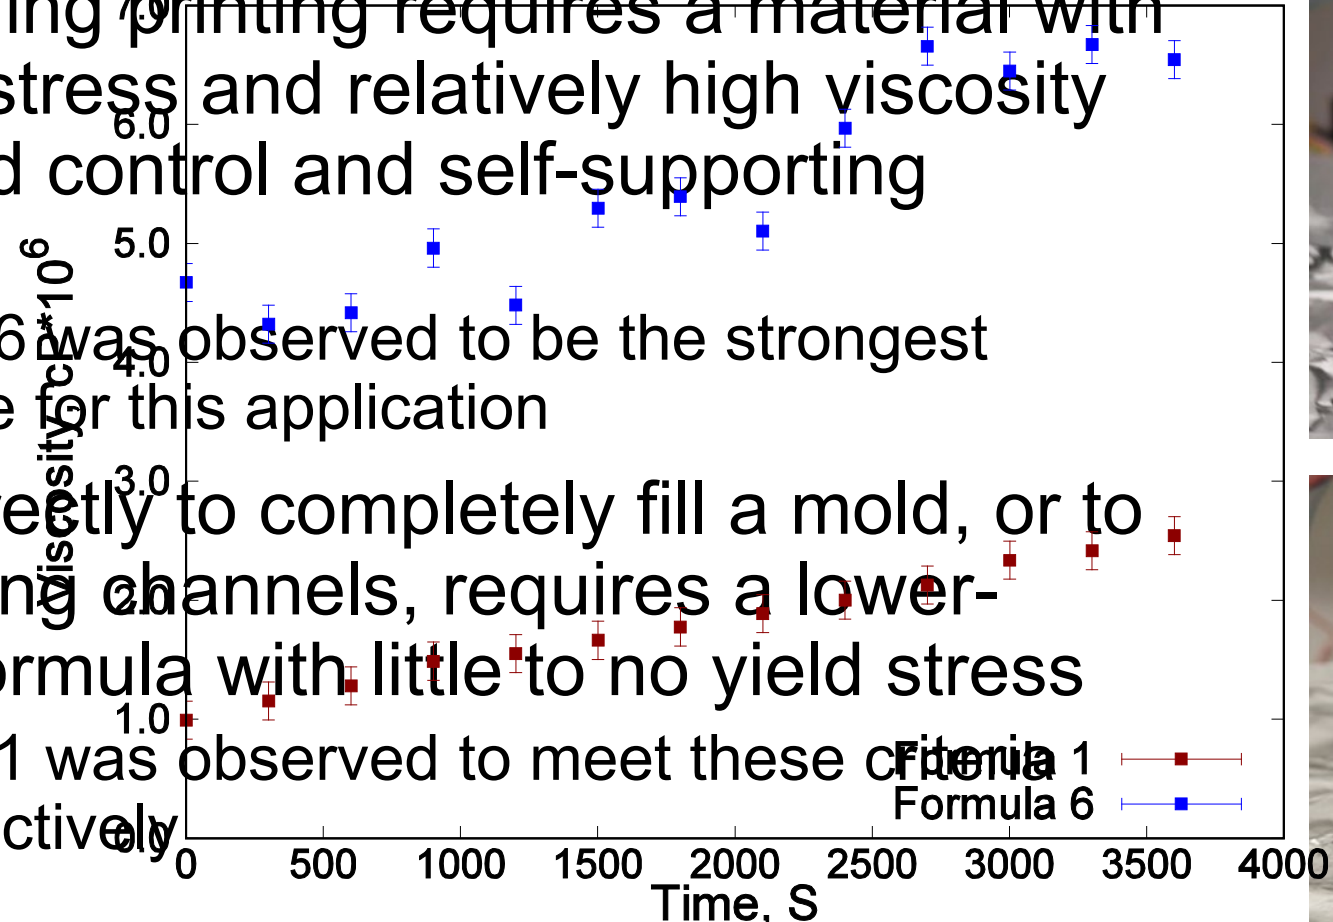 ing printing requires a material with
stress and relatively high viscosity
d control and self-supporting
6 was observed to be the strongest
e for this application
ectly to completely fill a mold, or to
ng channels, requires a lower-
ormula with little to no yield stress
1 was observed to meet these criteria
ctively
Viscosity, cP*10^6
7.0
6.0
5.0
4.0
3.0
2.0
1.0
0.0
0 500 1000 1500 2000 2500 3000 3500 4000
Time, S
Formula 1
Formula 6